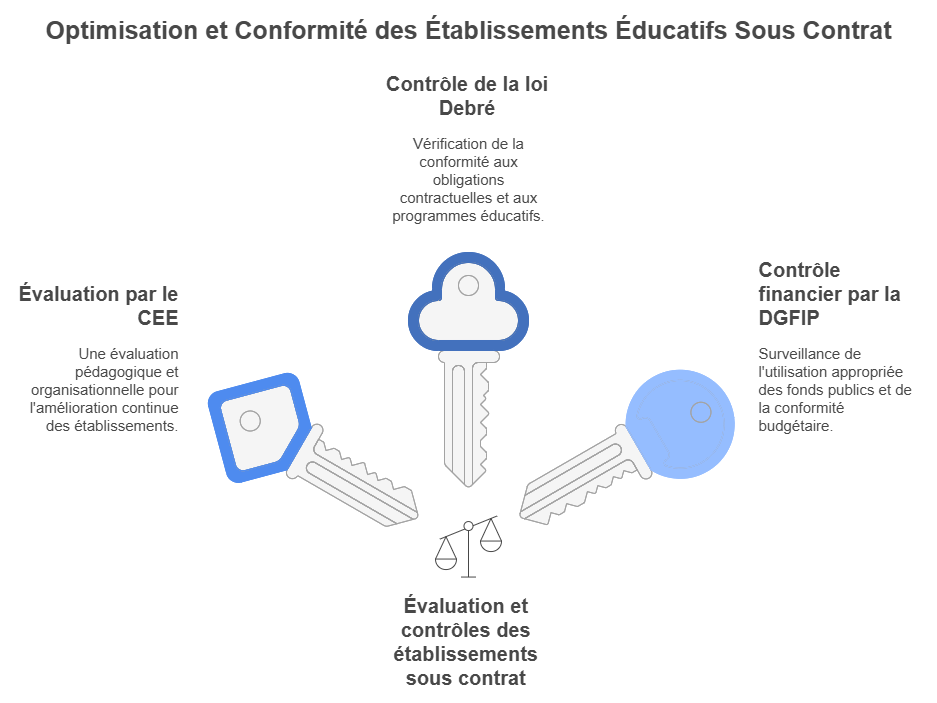 Optimisation et Conformité des Établissements Éducatifs Sous Contrat
Contrôle de la loi
Debré
Vérification de la
conformité aux
obligations
contractuelles et aux
programmes éducatifs.
Évaluation par le
CEE
Une évaluation
pédagogique et
organisationnelle pour
l'amélioration continue
des établissements.
Contrôle
financier par la
DGFIP
Surveillance de
l'utilisation appropriée
des fonds publics et de
la conformité
budgétaire.
Évaluation et
contrôles des
établissements
sous contrat